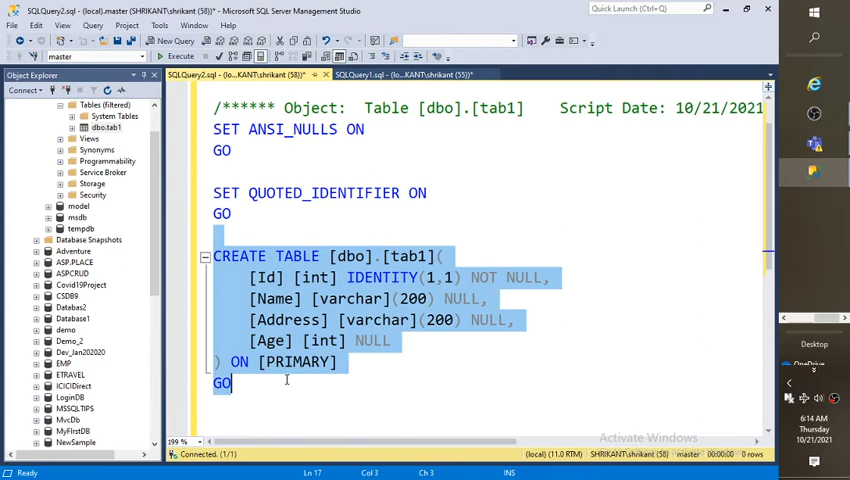 SQLQuery2.sql - (lo...KANT\shrikant (58))* - Microsoft SQL Server Management Studio
Quick Launch (Ctrl+Q)
File Edit View Query Project Tools Window Help
New Query
master
Execute
Object Explorer
SQLQuery2.sql - (lo...KANT\shrikant (58))*
SQLQuery1.sql - (lo...KANT\shrikant (55))*
Connect
Tables (filtered)
System Tables
dbo.tab1
Views
Synonyms
Programmability
Service Broker
Storage
Security
model
msdb
tempdb
Database Snapshots
Adventure
ASP.PLACE
ASPCRUD
Covid19Project
CSDB9
Databas2
Database1
demo
Demo_2
Dev_Jan202020
EMP
ETRAREY
ICICIDirect
LoginDB
MSSQLTIPS
MvcDb
MyFIrstDB
NewSample
/****** Object:  Table [dbo].[tab1]    Script Date: 10/21/2021
SET ANSI_NULLS ON
GO
SET QUOTED_IDENTIFIER ON
GO
CREATE TABLE [dbo].[tab1](
[Id] [int] IDENTITY(1,1) NOT NULL,
[Name] [varchar](200) NULL,
[Address] [varchar](200) NULL,
[Age] [int] NULL
) ON [PRIMARY]
GO
199 %
Activate Windows
Connected. (1/1)
(local) (11.0 RTM) SHRIKANT\shrikant (58) master 00:00:00 0 rows
Ready
Ln 17 Col 3 Ch 3 INS
Desktop
OneDrive
6:14 AM
Thursday
10/21/2021